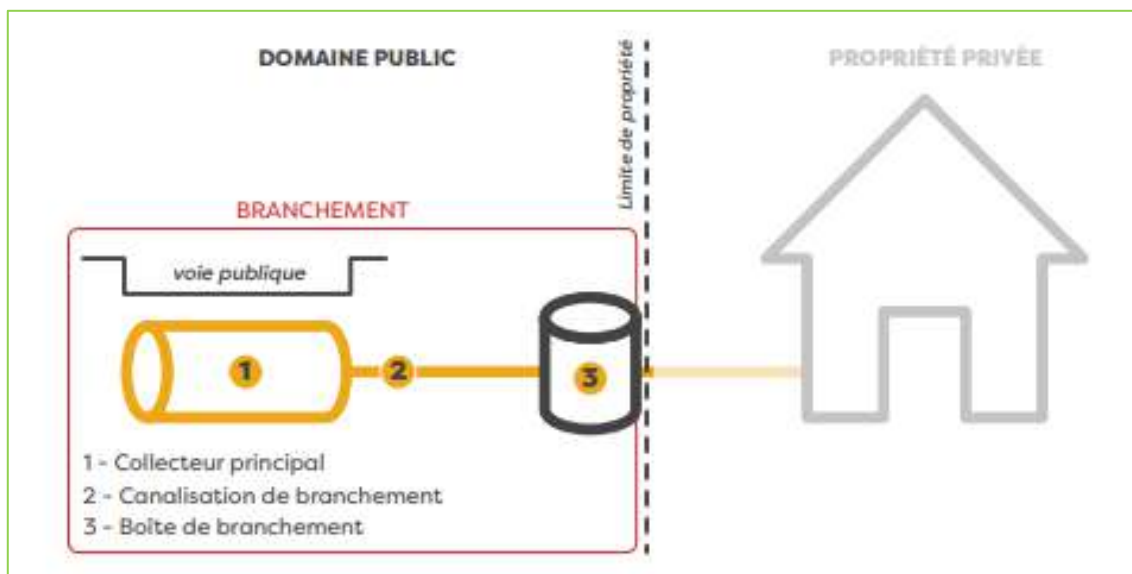 DOMAINE PUBLIC
Limite de propriété
PROPRIÉTÉ PRIVÉE
BRANCHEMENT
voie publique
1
2
3
1 - Collecteur principal
2 - Canalisation de branchement
3 - Boîte de branchement